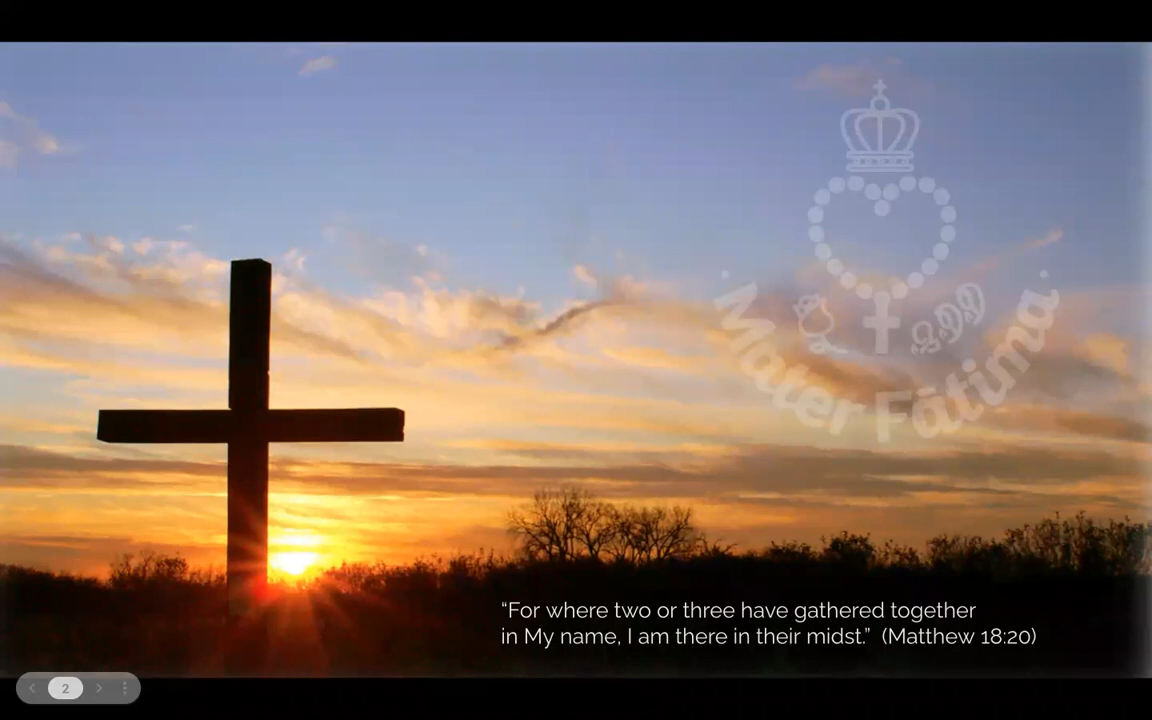 Mater Fátima
“For where two or three have gathered together
in My name, I am there in their midst.” (Matthew 18:20)
2